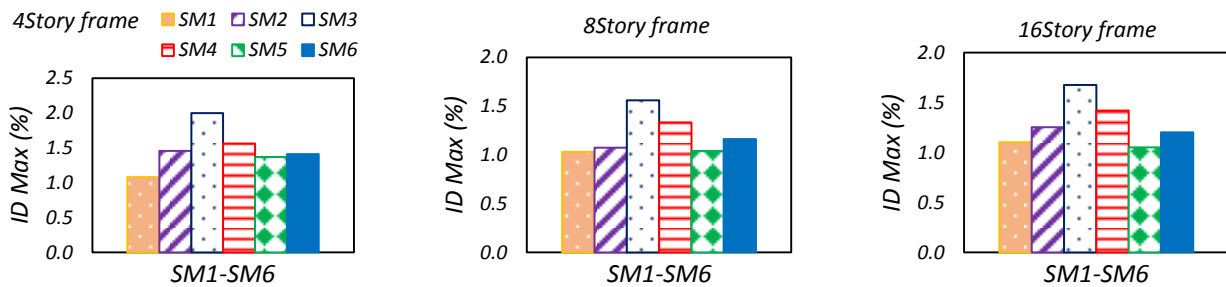 4Story frame
SM1 SM2 SM3
SM4 SM5 SM6
ID Max (%)
2.5
2.0
1.5
1.0
0.5
0.0
SM1-SM6
8Story frame
ID Max (%)
2.0
1.5
1.0
0.5
0.0
SM1-SM6
16Story frame
ID Max (%)
2.0
1.5
1.0
0.5
0.0
SM1-SM6